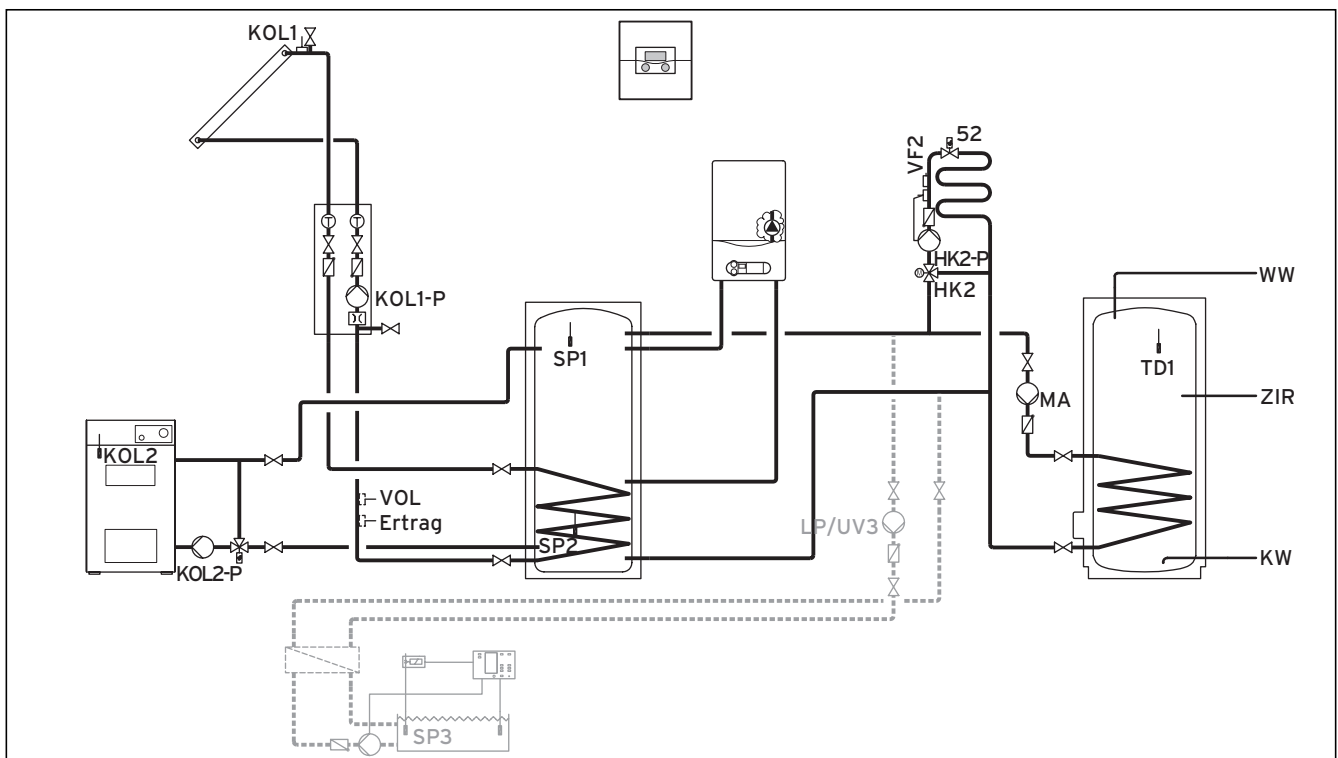 KOL1
52
VF2
HK2-P
HK2
WW
KOL1-P
SP1
TD1
MA
ZIR
KOL2
VOL
Ertrag
LP/UV3
SP2
KOL2-P
KW
SP3